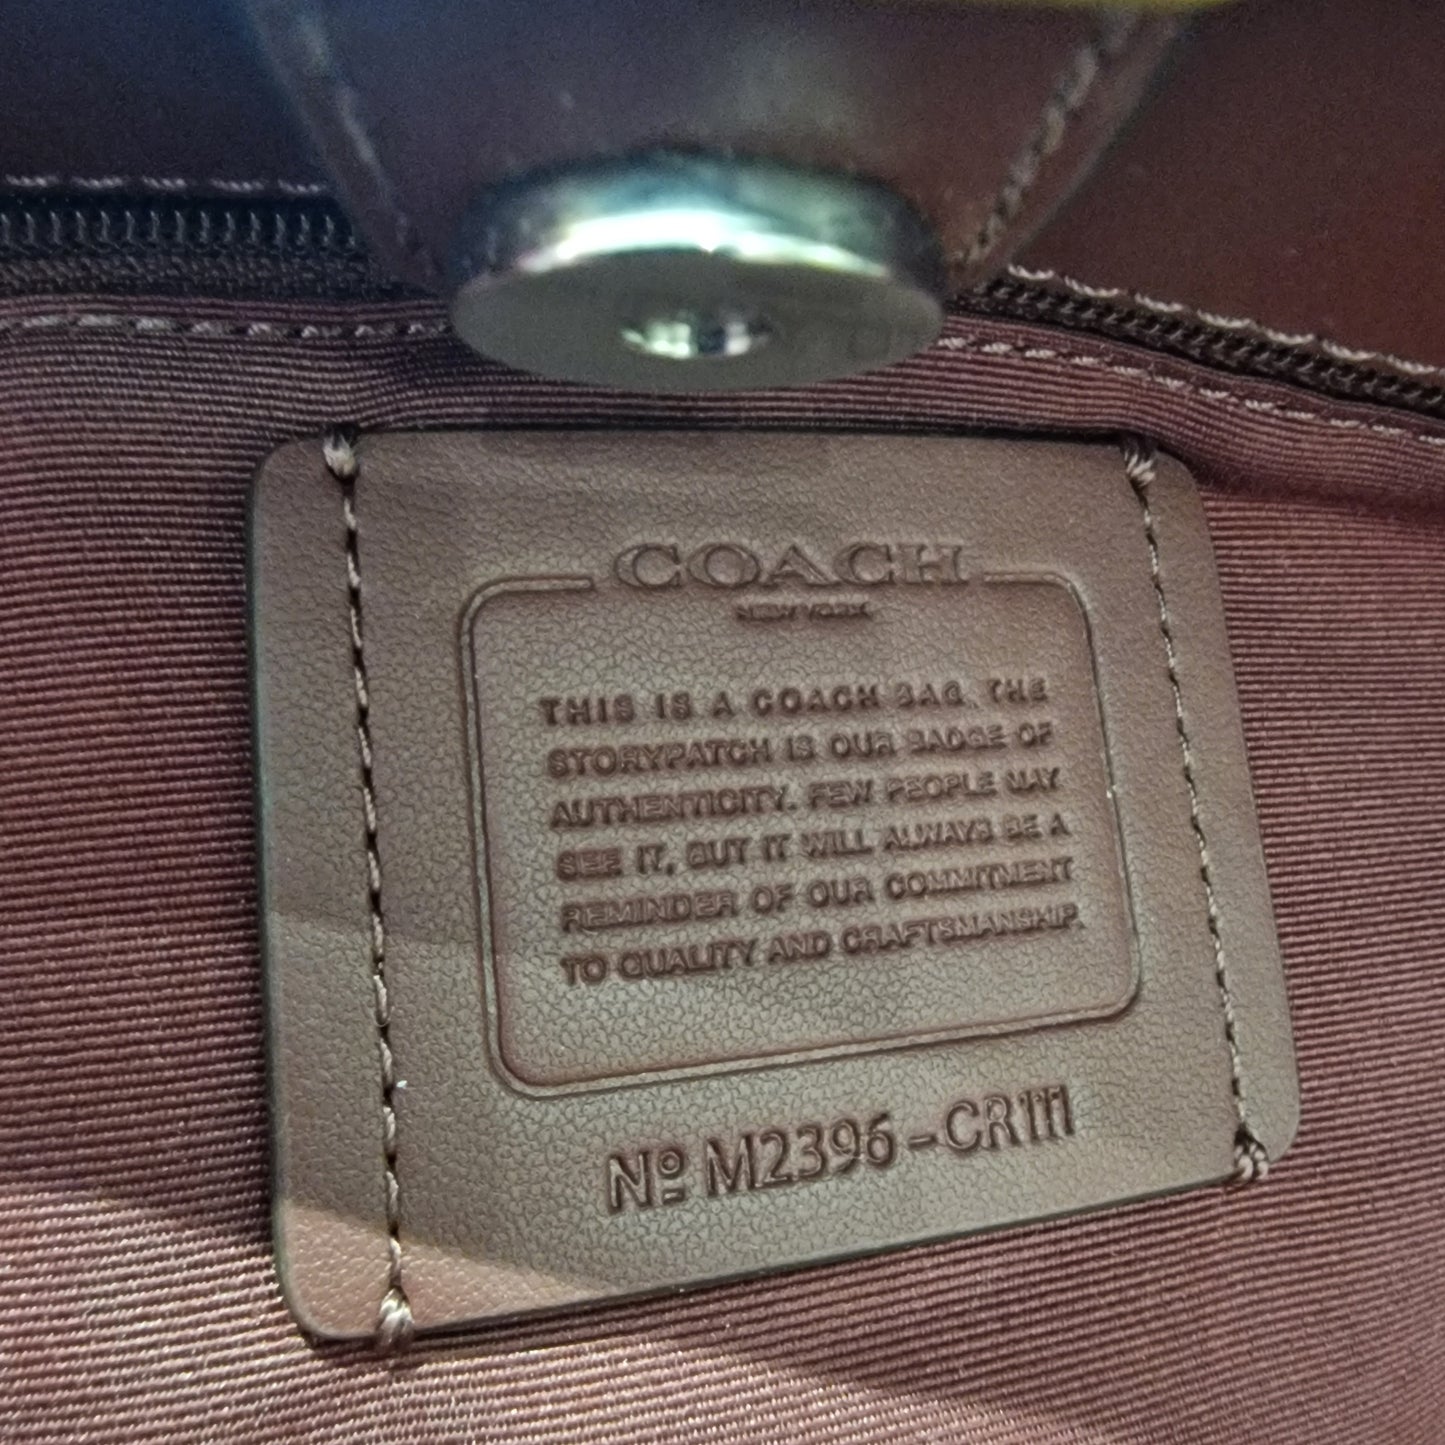 COACH
NEW YORK
THIS IS A COACH BAG. THE
STORYPATCH IS OUR BADGE OF
AUTHENTICITY. FEW PEOPLE MAY
SEE IT, BUT IT WILL ALWAYS BE A
REMINDER OF OUR COMMITMENT
TO QUALITY AND CRAFTSMANSHIP.
Nº M2396-CR111